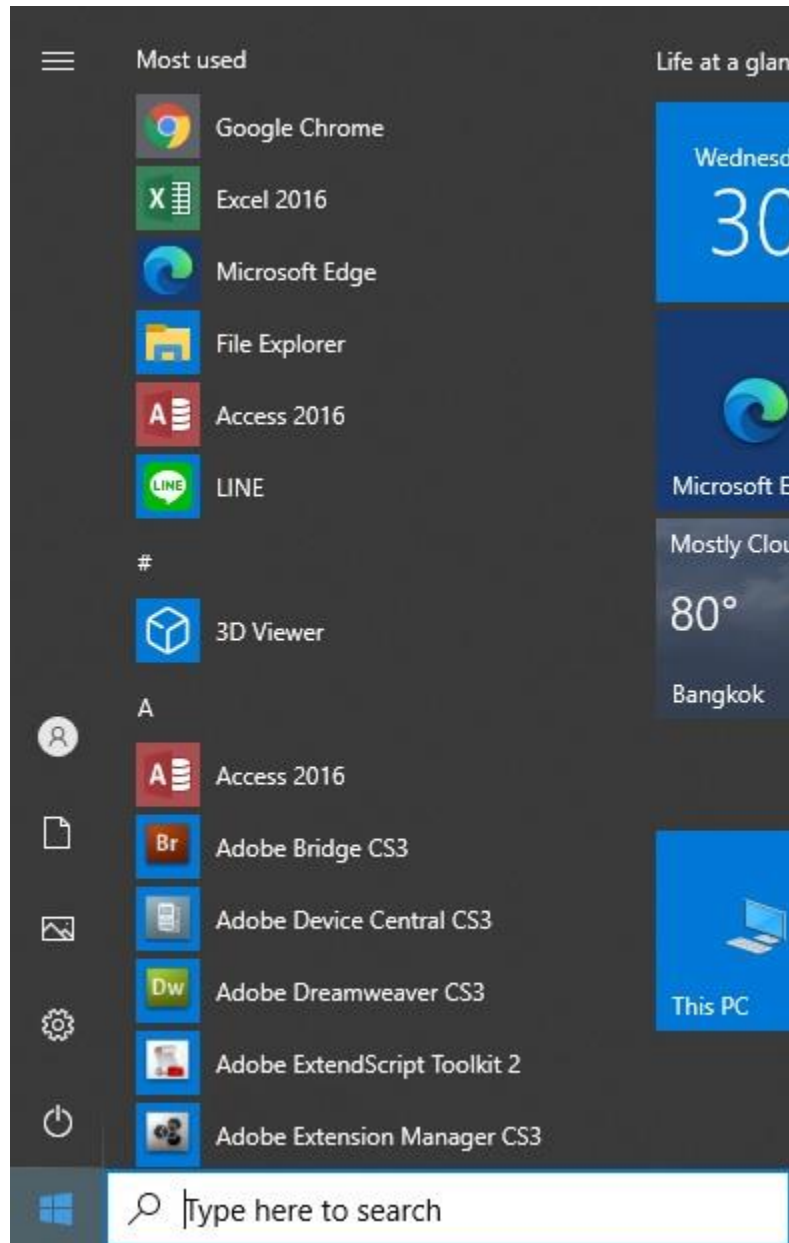 Most used
Google Chrome
Excel 2016
Microsoft Edge
File Explorer
Access 2016
LINE
#
3D Viewer
A
Access 2016
Adobe Bridge CS3
Adobe Device Central CS3
Adobe Dreamweaver CS3
Adobe ExtendScript Toolkit 2
Adobe Extension Manager CS3
Life at a glan
Wednesd
30
Microsoft E
Mostly Clou
80°
Bangkok
This PC
Type here to search